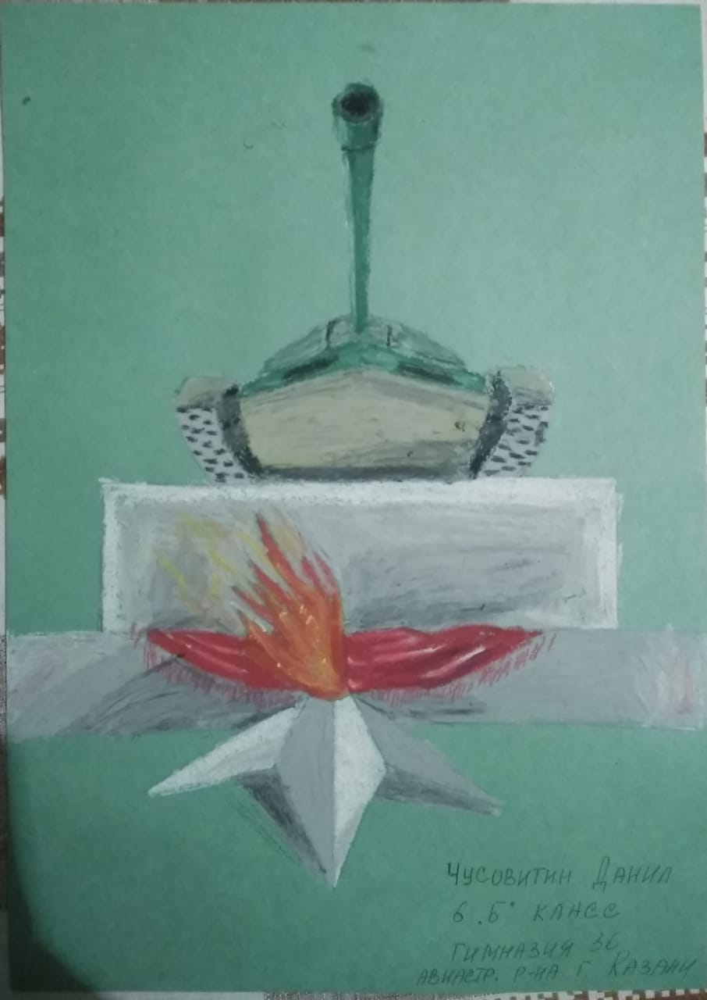 Чусовитин Данил
6 "Б" класс
гимназия 36
Авиастр. р-на г Казани